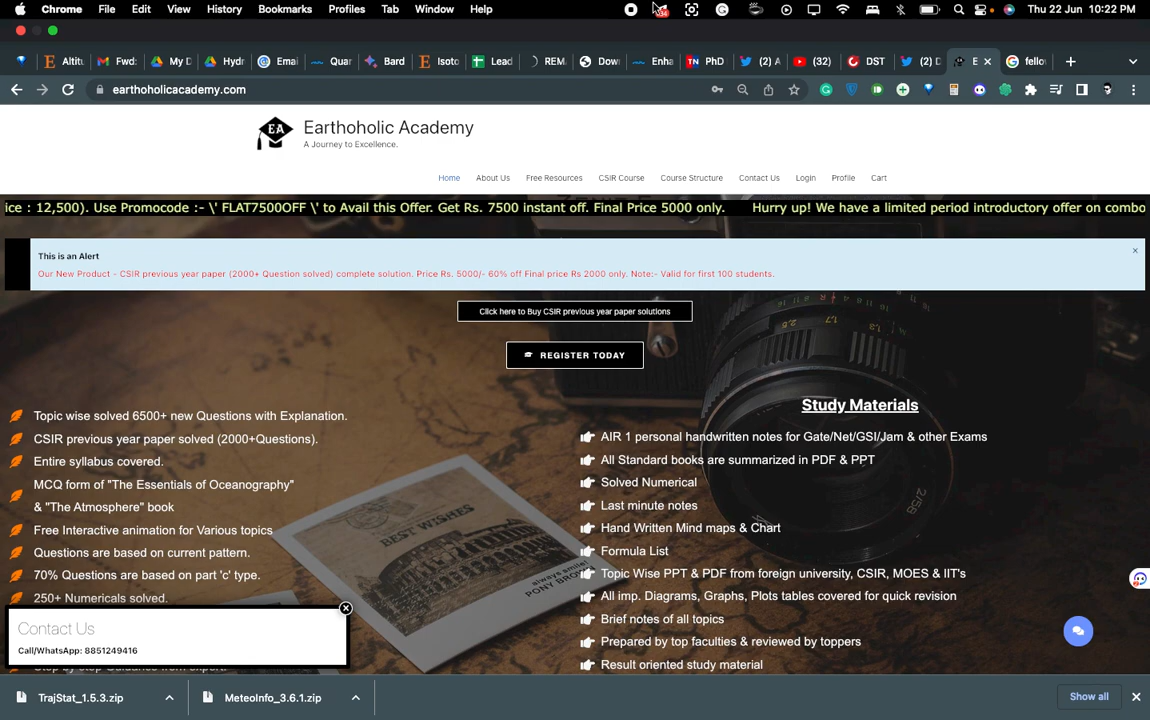 Chrome File Edit View History Bookmarks Profiles Tab Window Help Thu 22 Jun 10:22 PM
Altit Fwd: My D Hydr Emai Quar Bard Isoto Lead REM. Dow Enha TN PhD (2) A (32) DST (2) D E fello
earthoholicacademy.com
EA Earthoholic Academy
A Journey to Excellence.
Home About Us Free Resources CSIR Course Course Structure Contact Us Login Profile Cart
ice : 12,500). Use Promocode :- \' FLAT7500OFF \' to Avail this Offer. Get Rs. 7500 instant off. Final Price 5000 only. Hurry up! We have a limited period introductory offer on combo
This is an Alert
Our New Product - CSIR previous year paper (2000+ Question solved) complete solution. Price Rs. 5000/- 60% off Final price Rs 2000 only. Note:- Valid for first 100 students.
Click here to Buy CSIR previous year paper solutions
REGISTER TODAY
Topic wise solved 6500+ new Questions with Explanation.
CSIR previous year paper solved (2000+Questions).
Entire syllabus covered.
MCQ form of "The Essentials of Oceanography"
& "The Atmosphere" book
Free Interactive animation for Various topics
Questions are based on current pattern.
70% Questions are based on part 'c' type.
250+ Numericals solved.
Study Materials
AIR 1 personal handwritten notes for Gate/Net/GSI/Jam & other Exams
All Standard books are summarized in PDF & PPT
Solved Numerical
Last minute notes
Hand Written Mind maps & Chart
Formula List
Topic Wise PPT & PDF from foreign university, CSIR, MOES & IIT's
All imp. Diagrams, Graphs, Plots tables covered for quick revision
Brief notes of all topics
Prepared by top faculties & reviewed by toppers
Result oriented study material
BEST WISHES
always smile!
PONY BRO
2/58
Contact Us
Call/WhatsApp: 8851249416
TrajStat_1.5.3.zip MeteoInfo_3.6.1.zip Show all